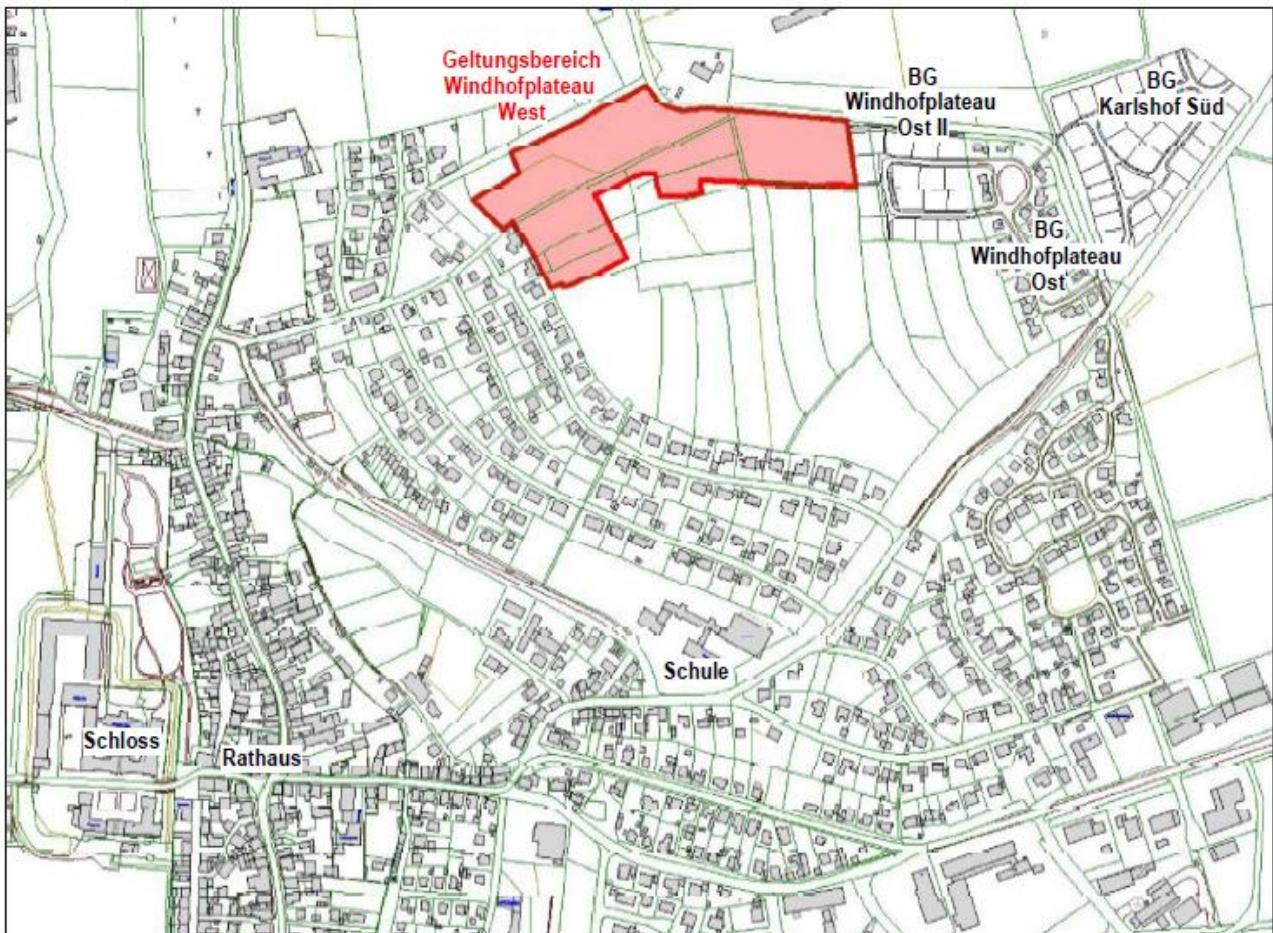 Geltungsbereich
Windhofplateau
West
BG
Windhofplateau
Ost II
BG
Karlshof Süd
BG
Windhofplateau
Ost
Schule
Schloss
Rathaus